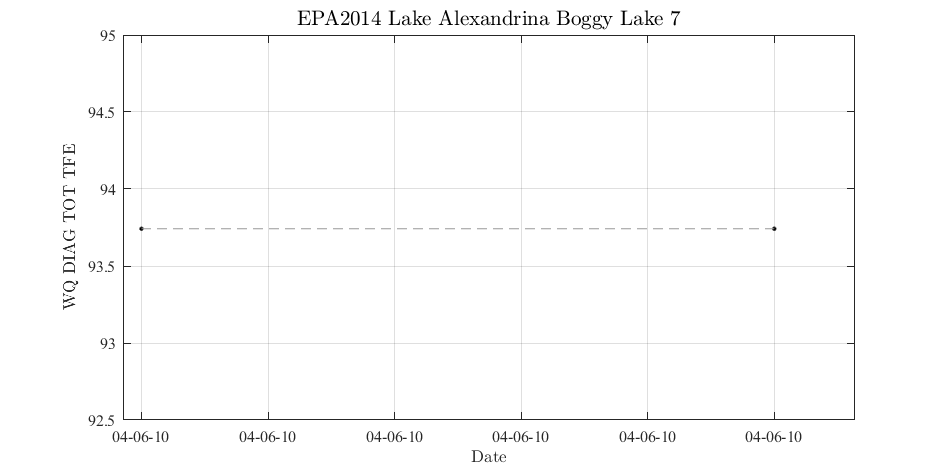 EPA2014 Lake Alexandrina Boggy Lake 7
95
94.5
94
93.5
93
92.5
WQ DIAG TOT TFE
04-06-10 04-06-10 04-06-10 04-06-10 04-06-10 04-06-10
Date